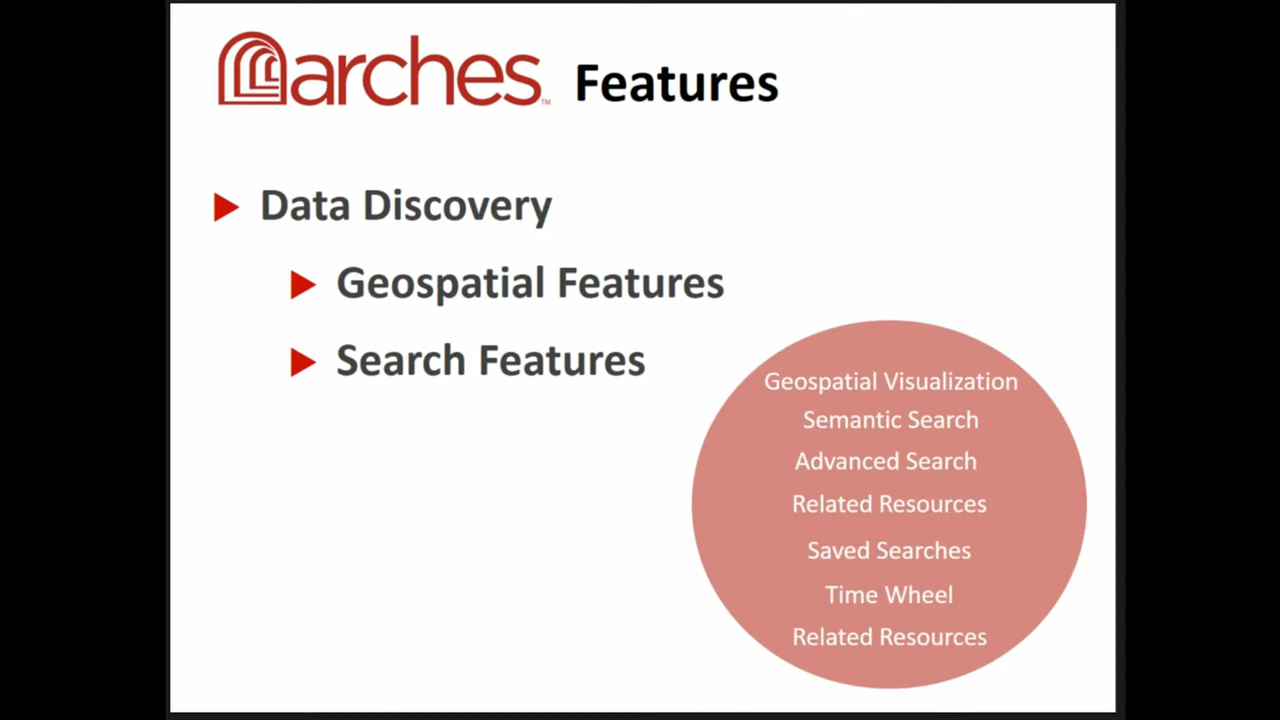 arches™ Features
Data Discovery
Geospatial Features
Search Features
Geospatial Visualization
Semantic Search
Advanced Search
Related Resources
Saved Searches
Time Wheel
Related Resources